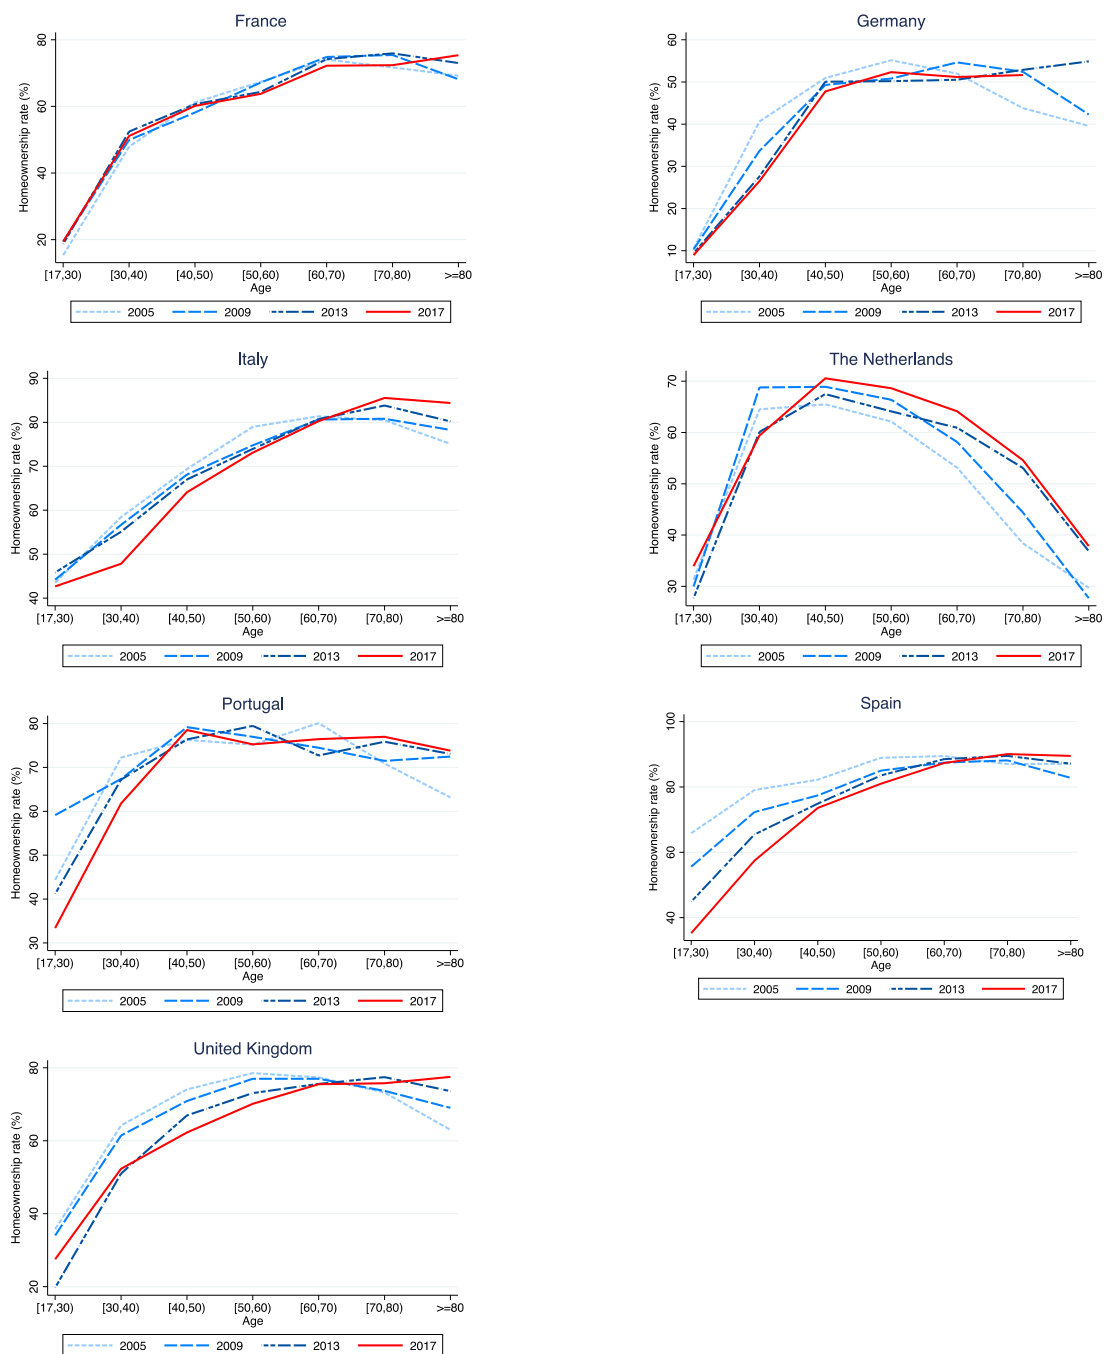 France
Homeownership rate (%)
80
60
40
20
[17,30) [30,40) [40,50) [50,60) [60,70) [70,80) >=80
Age
2005 2009 2013 2017
Germany
Homeownership rate (%)
60
50
40
30
20
10
[17,30) [30,40) [40,50) [50,60) [60,70) [70,80) >=80
Age
2005 2009 2013 2017
Italy
Homeownership rate (%)
90
80
70
60
50
40
[17,30) [30,40) [40,50) [50,60) [60,70) [70,80) >=80
Age
2005 2009 2013 2017
The Netherlands
Homeownership rate (%)
70
60
50
40
30
[17,30) [30,40) [40,50) [50,60) [60,70) [70,80) >=80
Age
2005 2009 2013 2017
Portugal
Homeownership rate (%)
80
70
60
50
40
30
[17,30) [30,40) [40,50) [50,60) [60,70) [70,80) >=80
Age
2005 2009 2013 2017
Spain
Homeownership rate (%)
100
80
60
40
[17,30) [30,40) [40,50) [50,60) [60,70) [70,80) >=80
Age
2005 2009 2013 2017
United Kingdom
Homeownership rate (%)
80
60
40
20
[17,30) [30,40) [40,50) [50,60) [60,70) [70,80) >=80
Age
2005 2009 2013 2017